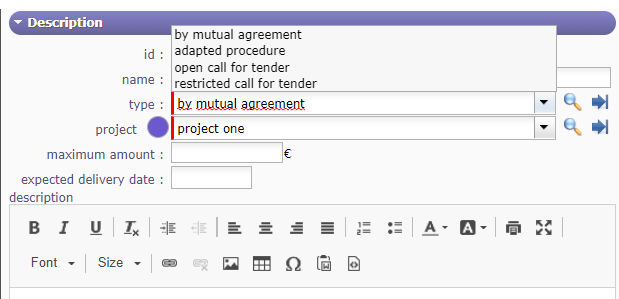 Description
id :
by mutual agreement
adapted procedure
open call for tender
restricted call for tender
name :
type : by mutual agreement
project project one
maximum amount : €
expected delivery date :
description
B I U Tx A A
Font Size Ω